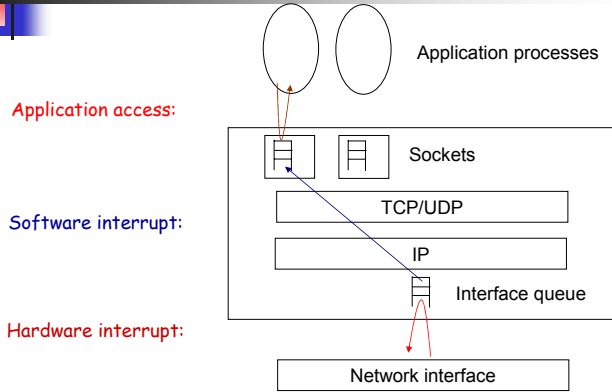 Application processes
Application access:
Sockets
TCP/UDP
Software interrupt:
IP
Interface queue
Hardware interrupt:
Network interface